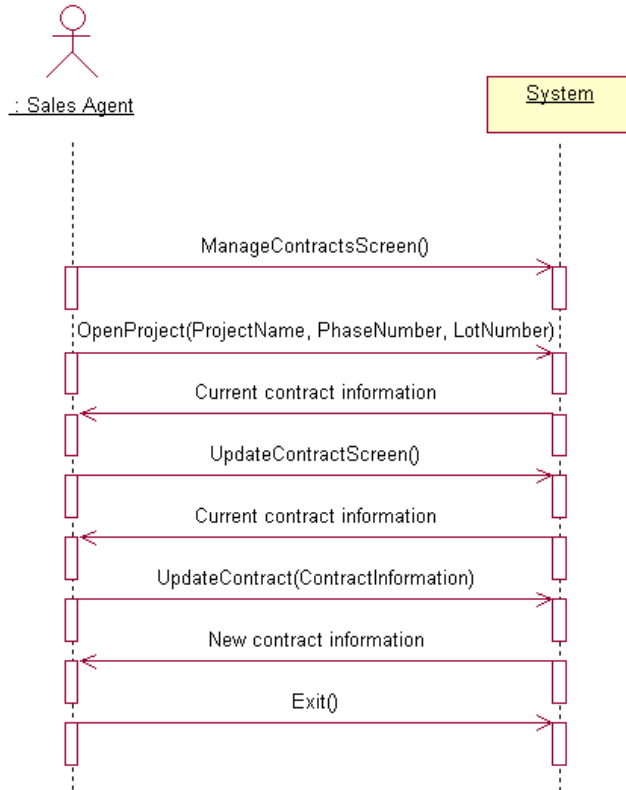 : Sales Agent
System
ManageContractsScreen()
OpenProject(ProjectName, PhaseNumber, LotNumber)
Current contract information
UpdateContractScreen()
Current contract information
UpdateContract(ContractInformation)
New contract information
Exit()